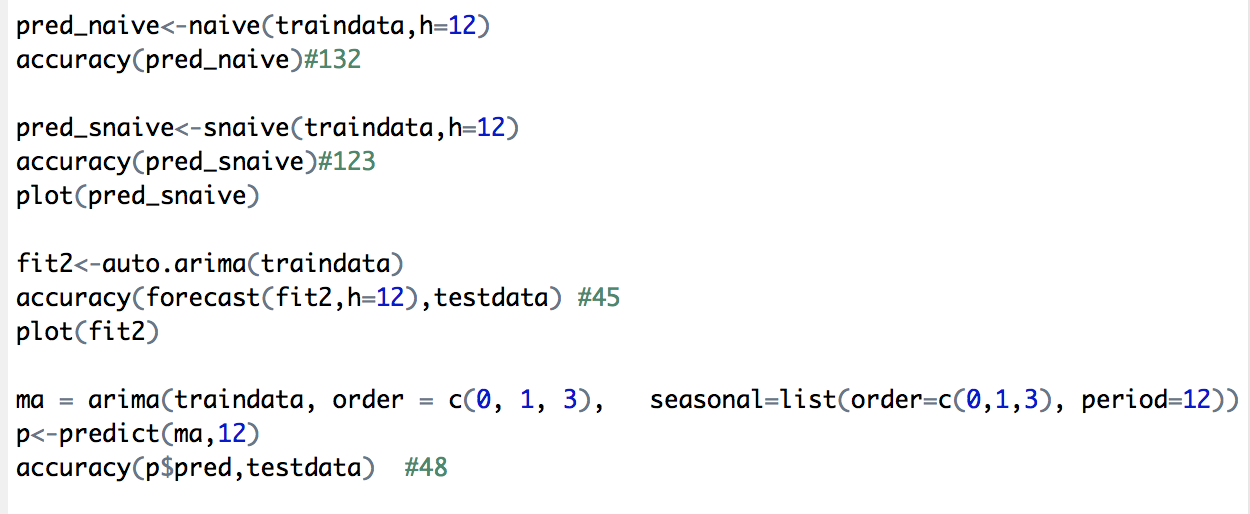 pred_naive<-naive(traindata,h=12)
accuracy(pred_naive)#132
pred_snaive<-snaive(traindata,h=12)
accuracy(pred_snaive)#123
plot(pred_snaive)
fit2<-auto.arima(traindata)
accuracy(forecast(fit2,h=12),testdata) #45
plot(fit2)
ma = arima(traindata, order = c(0, 1, 3),   seasonal=list(order=c(0,1,3), period=12))
p<-predict(ma,12)
accuracy(p$pred,testdata)  #48